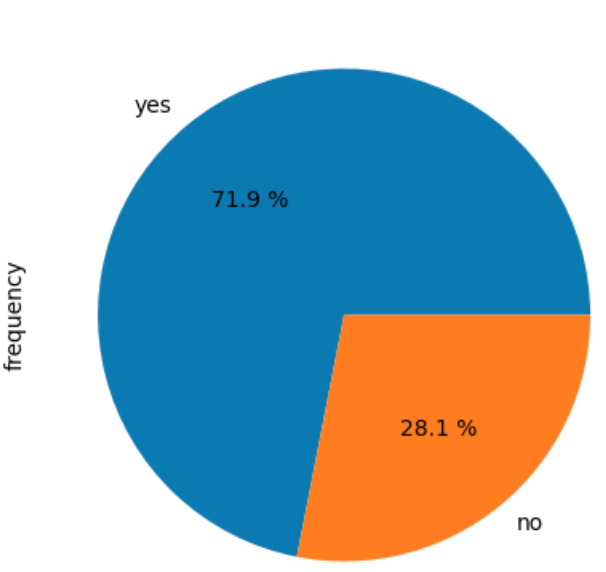 yes
71.9 %
frequency
28.1 %
no